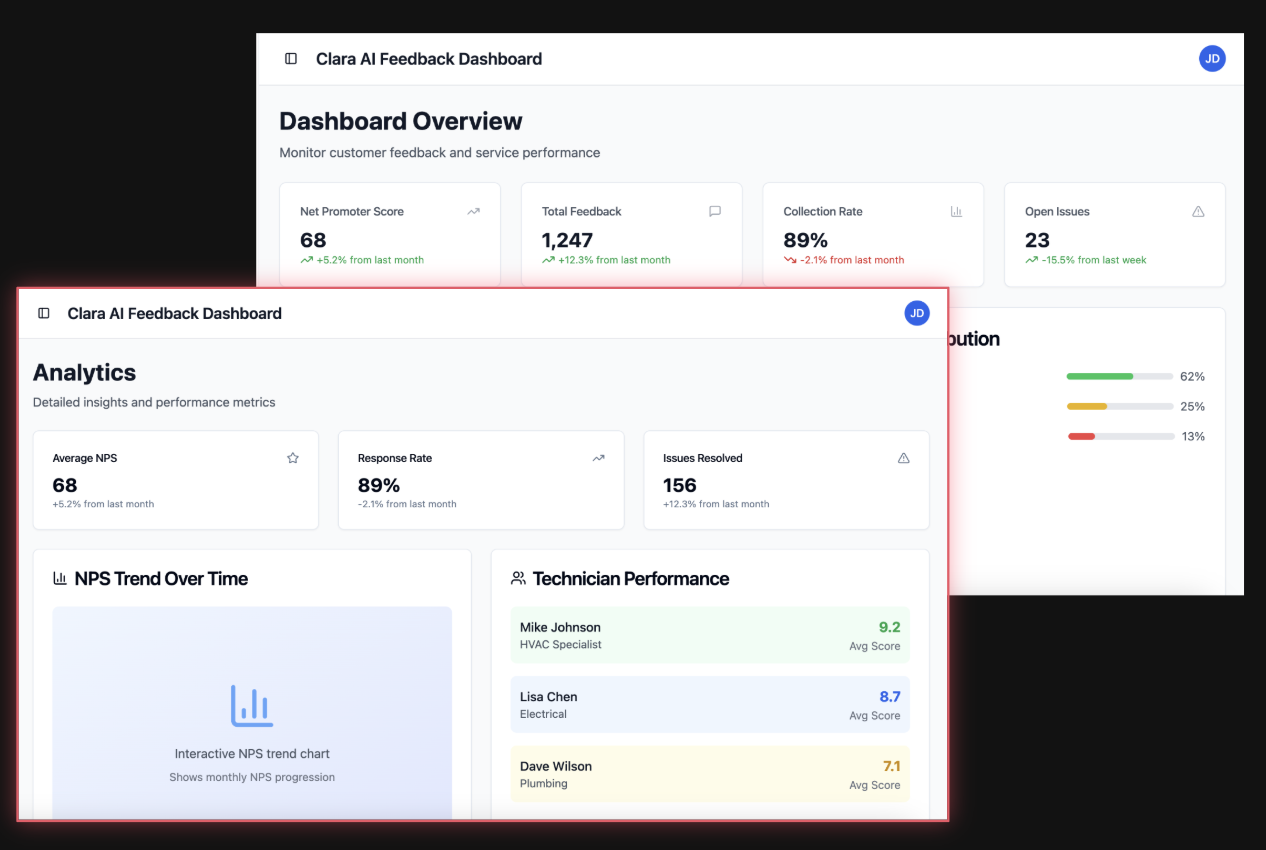 Clara AI Feedback Dashboard
JD
Dashboard Overview
Monitor customer feedback and service performance
Net Promoter Score
68
+5.2% from last month
Total Feedback
1,247
+12.3% from last month
Collection Rate
89%
-2.1% from last month
Open Issues
23
-15.5% from last week
bution
62%
25%
13%
Clara AI Feedback Dashboard
JD
Analytics
Detailed insights and performance metrics
Average NPS
68
+5.2% from last month
Response Rate
89%
-2.1% from last month
Issues Resolved
156
+12.3% from last month
NPS Trend Over Time
Interactive NPS trend chart
Shows monthly NPS progression
Technician Performance
Mike Johnson
9.2
HVAC Specialist
Avg Score
Lisa Chen
8.7
Electrical
Avg Score
Dave Wilson
7.1
Plumbing
Avg Score